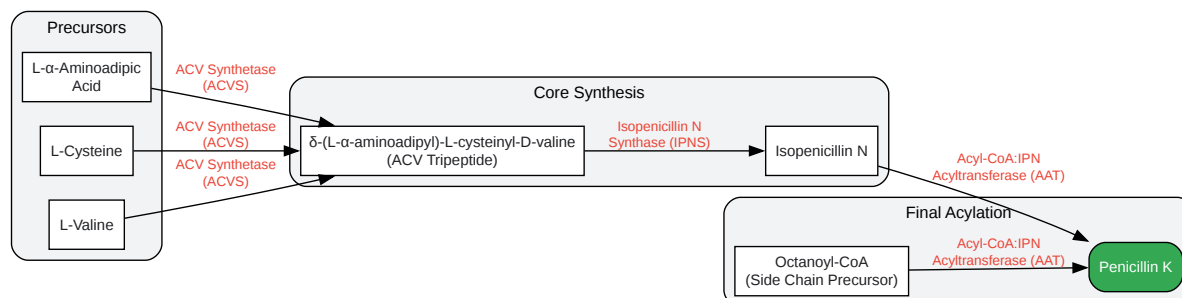 Precursors
L-α-Aminoadipic
Acid
L-Cysteine
L-Valine
ACV Synthetase
(ACVS)
ACV Synthetase
(ACVS)
ACV Synthetase
(ACVS)
Core Synthesis
δ-(L-α-aminoadipyl)-L-cysteinyl-D-valine
(ACV Tripeptide)
Isopenicillin N
Synthase (IPNS)
Isopenicillin N
Acyl-CoA:IPN
Acyltransferase (AAT)
Final Acylation
Octanoyl-CoA
(Side Chain Precursor)
Acyl-CoA:IPN
Acyltransferase (AAT)
Penicillin K